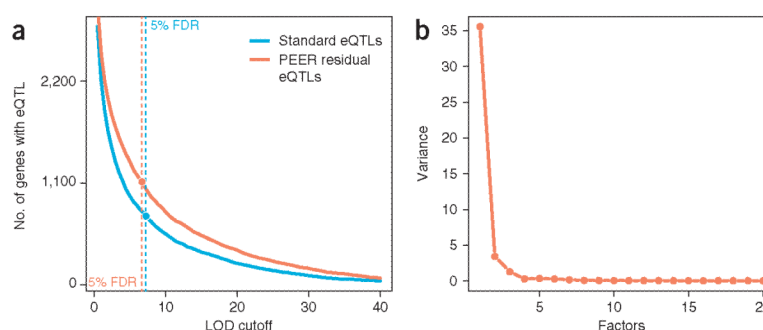 a
5% FDR
Standard eQTLs
PEER residual
eQTLs
No. of genes with eQTL
2,200
1,100
0
5% FDR
0 10 20 30 40
LOD cutoff
b
Variance
35
30
25
20
15
10
5
0
5 10 15
Factors